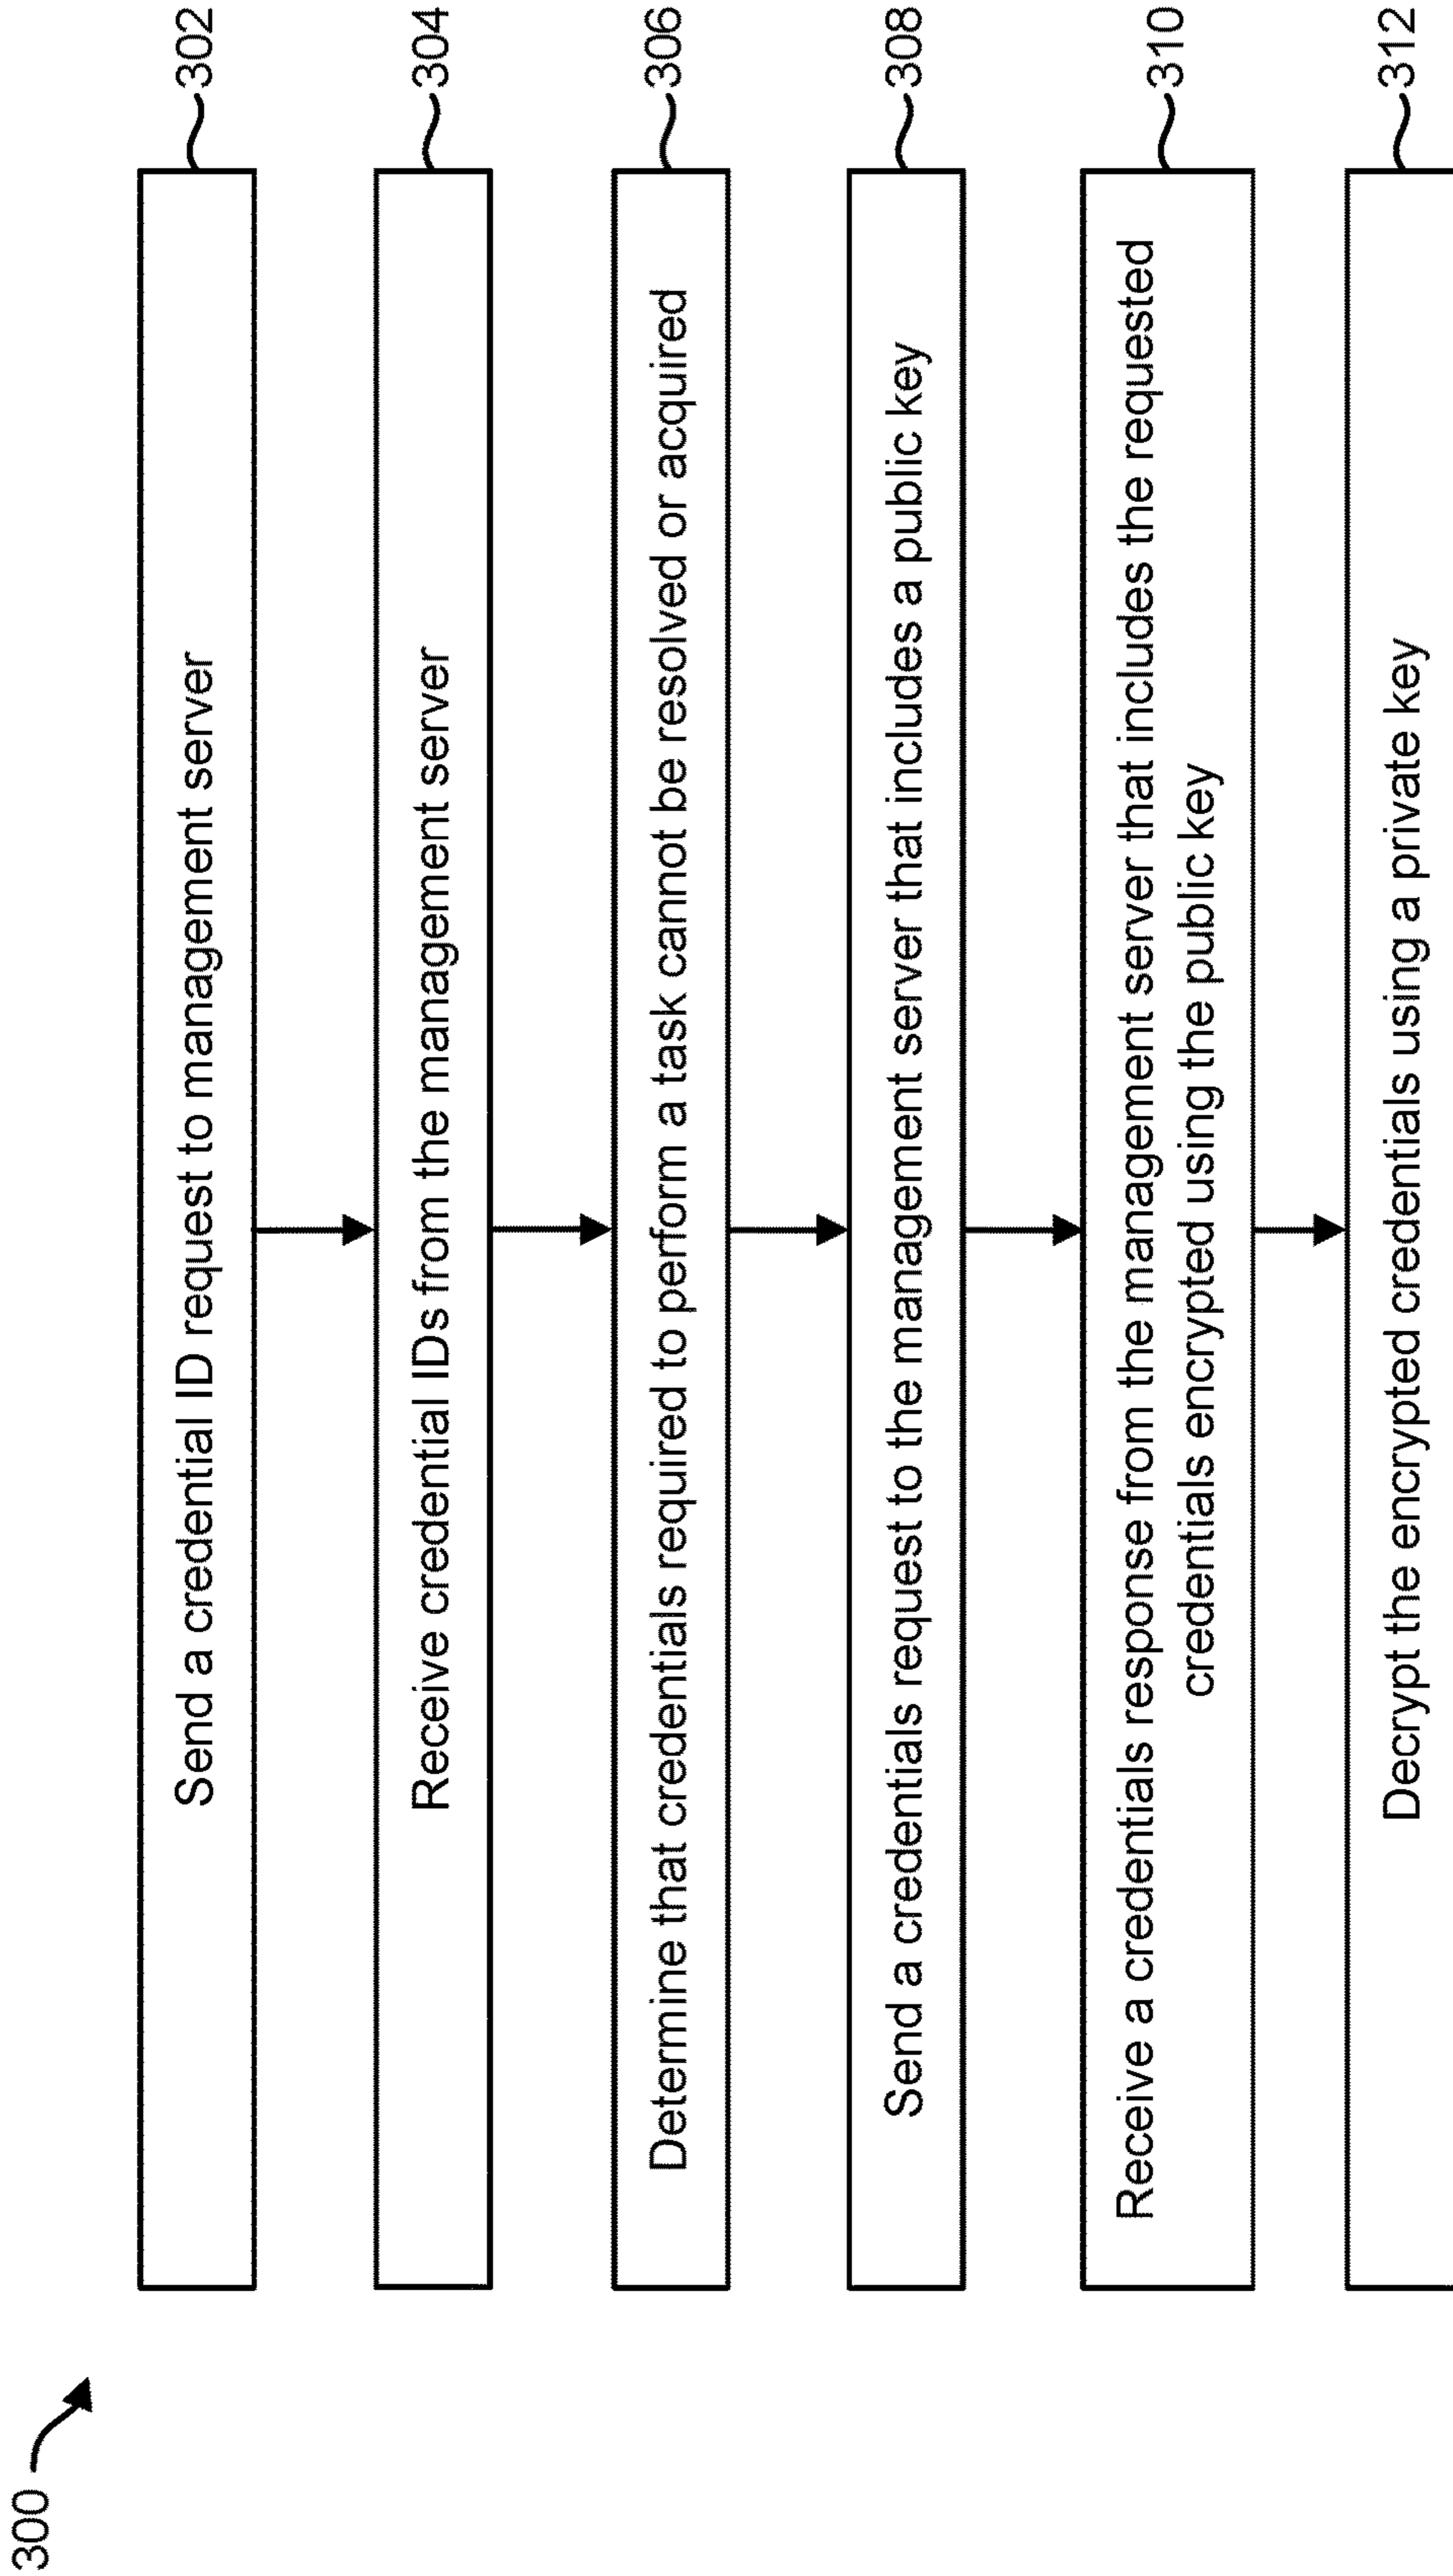 300
Send a credential ID request to management server
302
Receive credential IDs from the management server
304
Determine that credentials required to perform a task cannot be resolved or acquired
306
Send a credentials request to the management server that includes a public key
308
Receive a credentials response from the management server that includes the requested
credentials encrypted using the public key
310
Decrypt the encrypted credentials using a private key
312